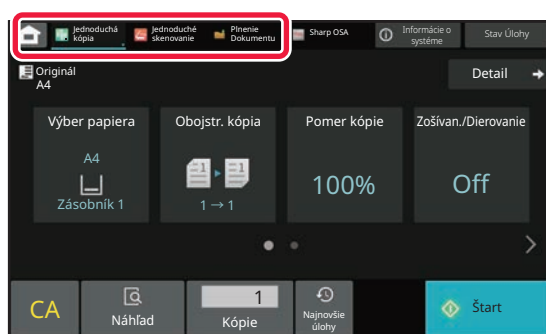 Jednoduchá
kópia
Jednoduché
skenovanie
Plnenie
Dokumentu
Sharp OSA
Informácie o
systéme
Stav Úlohy
Originál
A4
Detail
Výber papiera
A4
Zásobník 1
Obojstr. kópia
1 → 1
Pomer kópie
100%
Zošívan./Dierovanie
Off
CA
Náhľad
1
Kópie
Najnovšie
úlohy
Štart